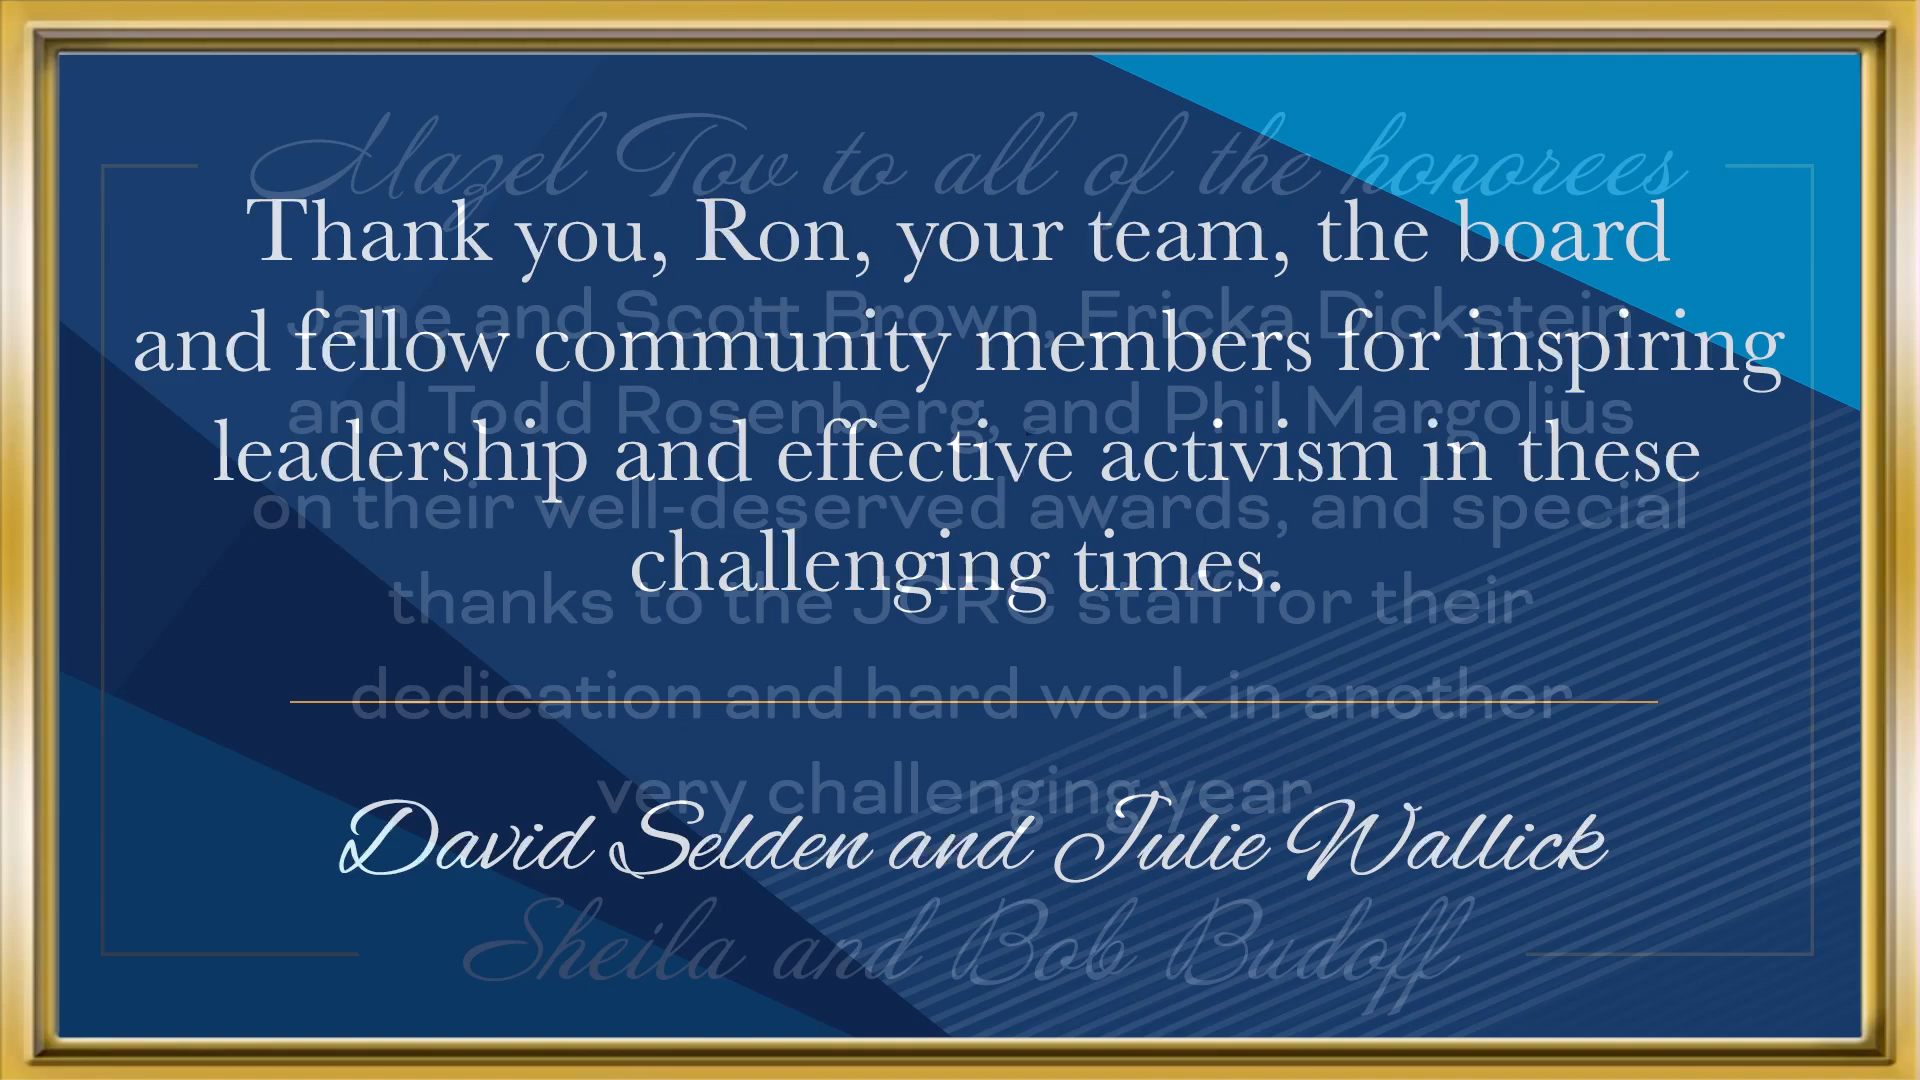 Mazel Tov to all of the honorees
Thank you, Ron, your team, the board
Jane and Scott Brown, Ericka Dickstein
and fellow community members for inspiring
and Todd Rosenberg, and Phil Margolius
leadership and effective activism in these
on their well-deserved awards, and special
challenging times.
thanks to the JCRC staff for their
dedication and hard work in another
very challenging year
David Selden and Julie Wallick
Sheila and Bob Budoff